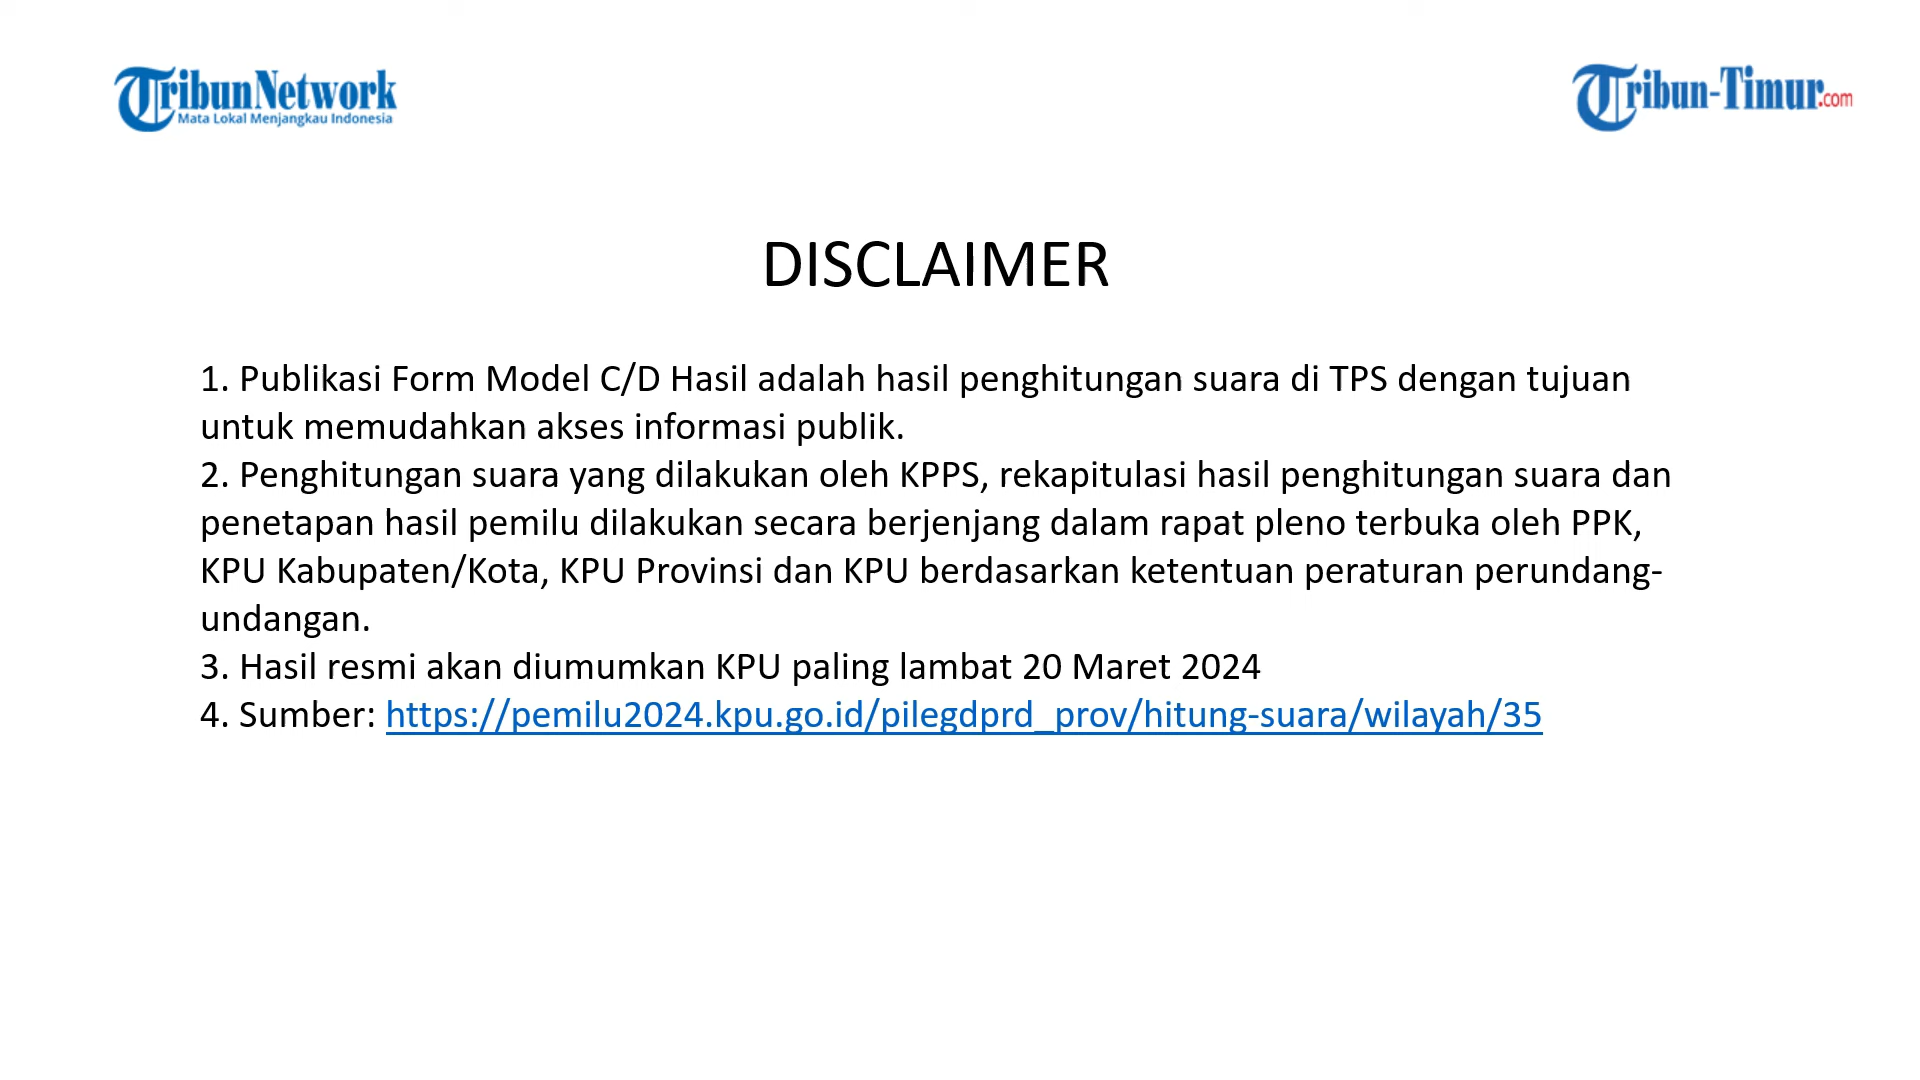 TribunNetwork
Mata Lokal Menjangkau Indonesia
Tribun-Timur.com
DISCLAIMER
1. Publikasi Form Model C/D Hasil adalah hasil penghitungan suara di TPS dengan tujuan
untuk memudahkan akses informasi publik.
2. Penghitungan suara yang dilakukan oleh KPPS, rekapitulasi hasil penghitungan suara dan
penetapan hasil pemilu dilakukan secara berjenjang dalam rapat pleno terbuka oleh PPK,
KPU Kabupaten/Kota, KPU Provinsi dan KPU berdasarkan ketentuan peraturan perundang-
undangan.
3. Hasil resmi akan diumumkan KPU paling lambat 20 Maret 2024
4. Sumber: https://pemilu2024.kpu.go.id/pilegdprd_prov/hitung-suara/wilayah/35